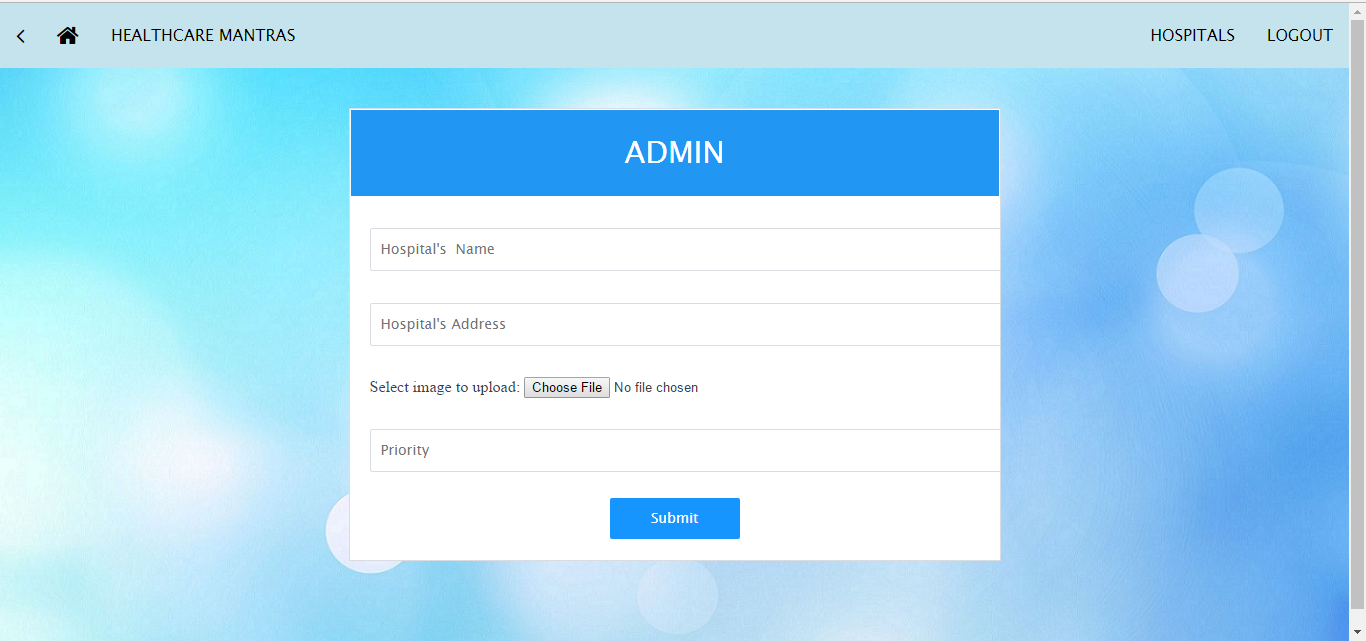 HEALTHCARE MANTRAS HOSPITALS LOGOUT
ADMIN
Hospital's  Name
Hospital's Address
Select image to upload: Choose File No file chosen
Priority
Submit